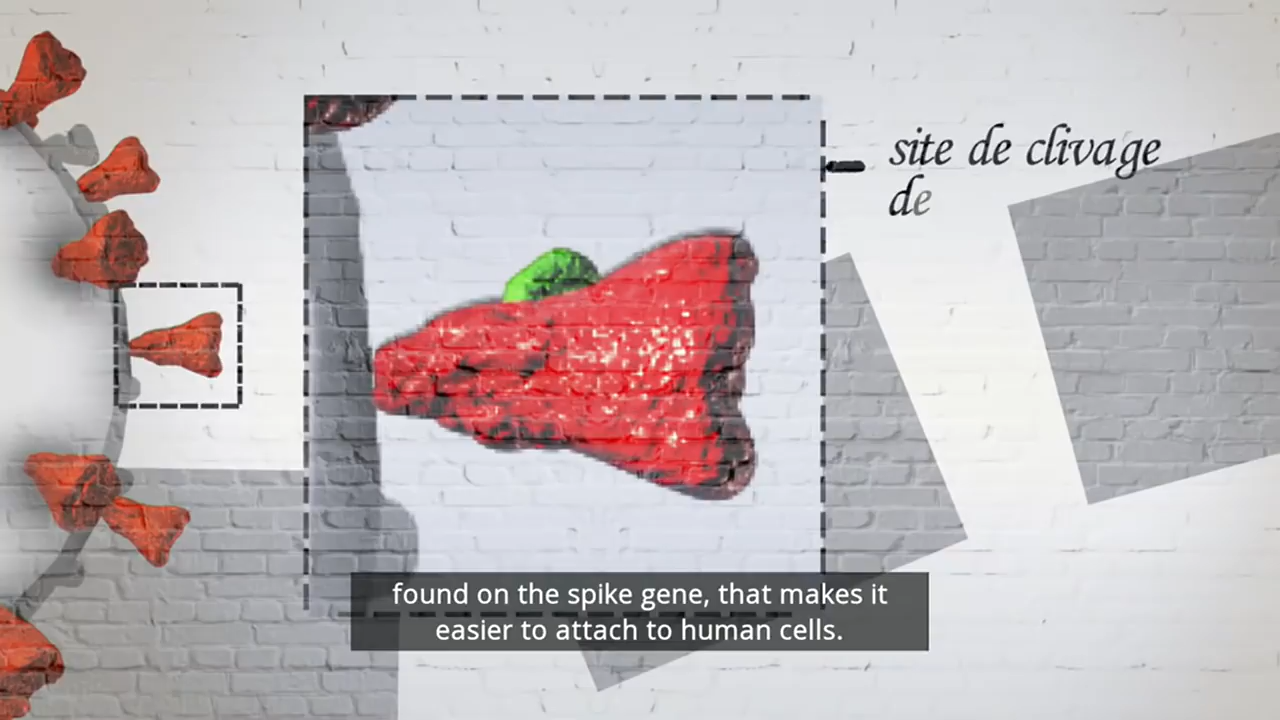 site de clivage
de
found on the spike gene, that makes it
easier to attach to human cells.